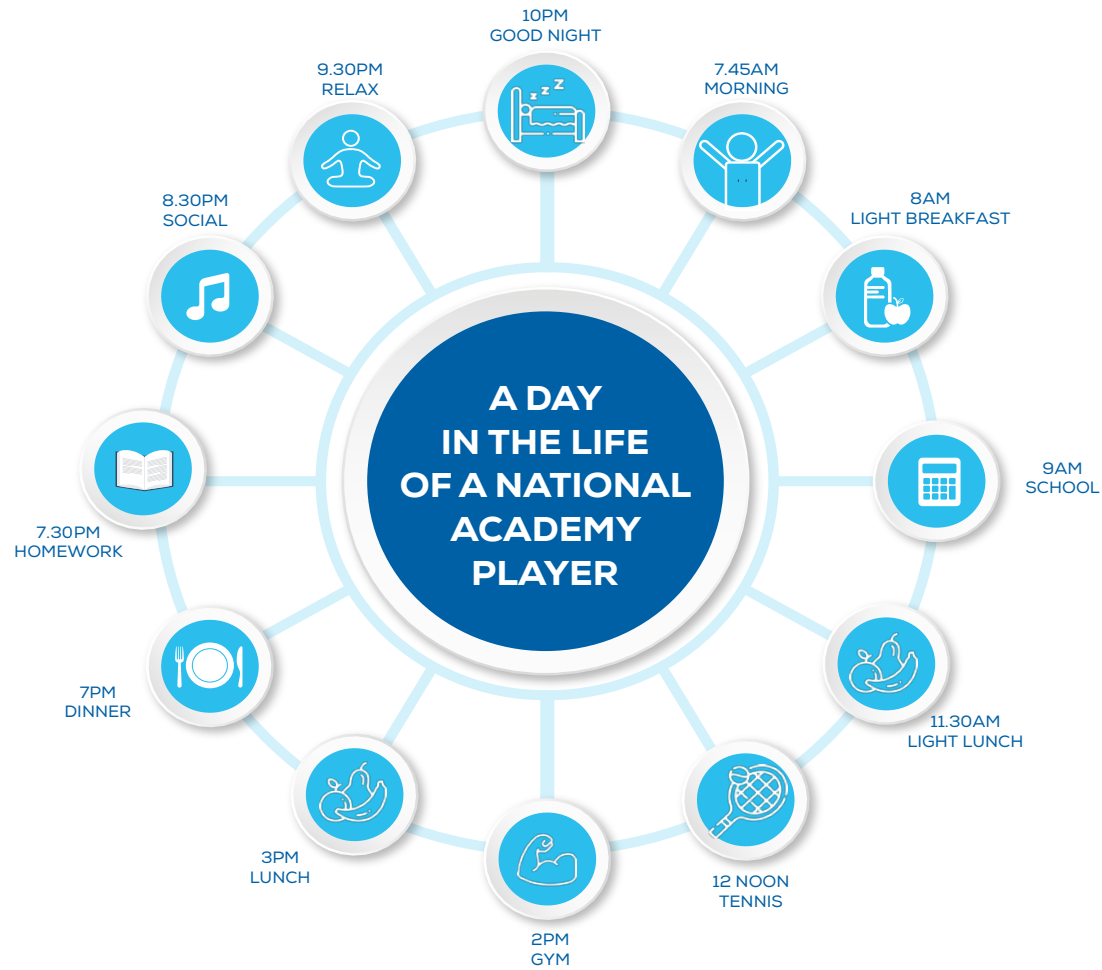 10PM
GOOD NIGHT
7.45AM
MORNING
8AM
LIGHT BREAKFAST
9AM
SCHOOL
11.30AM
LIGHT LUNCH
12 NOON
TENNIS
2PM
GYM
3PM
LUNCH
7PM
DINNER
7.30PM
HOMEWORK
8.30PM
SOCIAL
9.30PM
RELAX
z z Z
A DAY
IN THE LIFE
OF A NATIONAL
ACADEMY
PLAYER